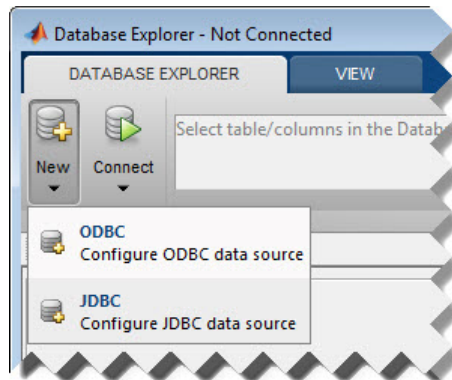 Database Explorer - Not Connected
DATABASE EXPLORER VIEW
Select table/columns in the Datab
New Connect
ODBC
Configure ODBC data source
JDBC
Configure JDBC data source